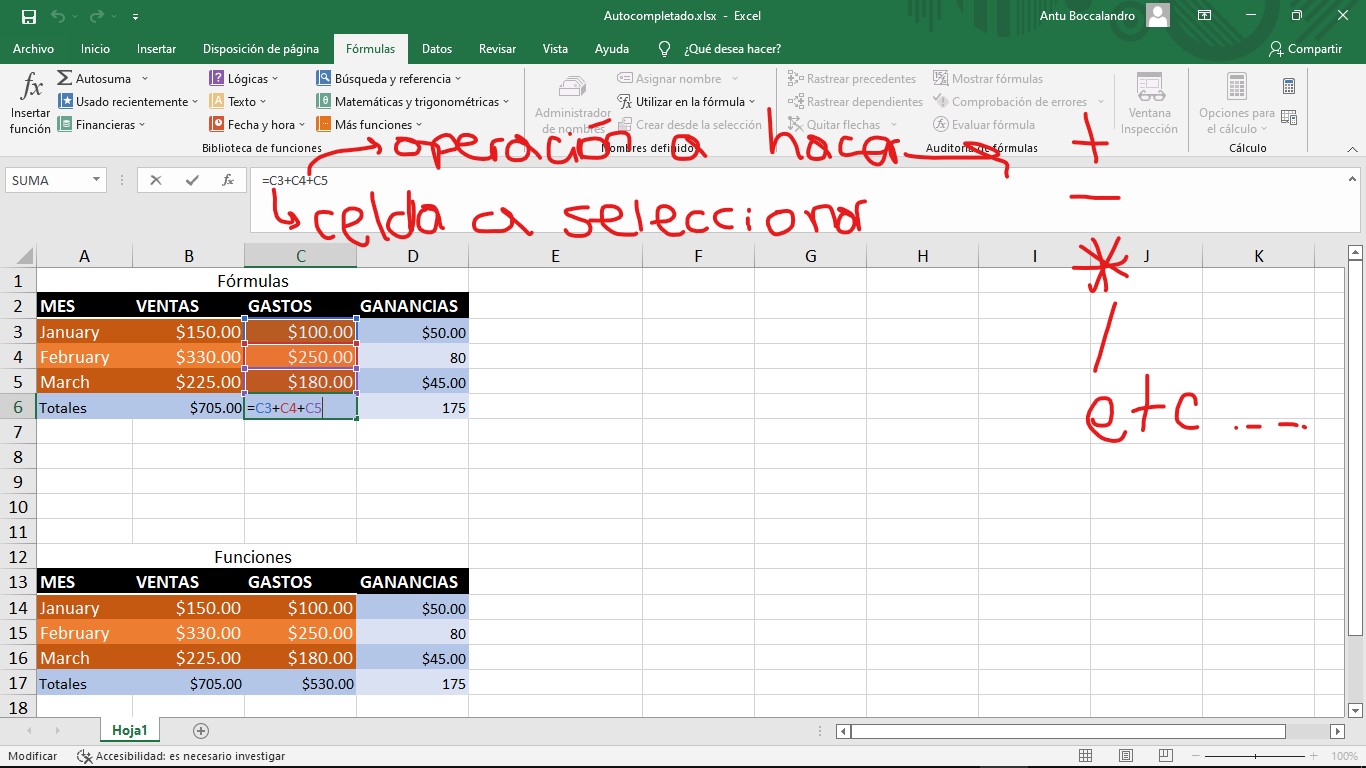 Autocompletado.xlsx - Excel
Antu Boccalandro
Archivo Inicio Insertar Disposición de página Fórmulas Datos Revisar Vista Ayuda ¿Qué desea hacer? Compartir
fx Insertar función
Autosuma
Usado recientemente
Financieras
Lógicas
Texto
Fecha y hora
Búsqueda y referencia
Matemáticas y trigonométricas
Más funciones
Biblioteca de funciones
Administrador de nombres
Asignar nombre
Utilizar en la fórmula
Crear desde la selección
Nombres definidos
Rastrear precedentes
Rastrear dependientes
Quitar flechas
Mostrar fórmulas
Comprobación de errores
Evaluar fórmula
Auditoría de fórmulas
Ventana Inspección
Opciones para el cálculo
Cálculo
operación a hacer
+
SUMA fx =C3+C4+C5
celda a seleccionar
-
*
/
etc ...
A B C D E F G H I J K
1 Fórmulas
2 MES VENTAS GASTOS GANANCIAS
3 January $150.00 $100.00 $50.00
4 February $330.00 $250.00 80
5 March $225.00 $180.00 $45.00
6 Totales $705.00 =C3+C4+C5 175
7
8
9
10
11
12 Funciones
13 MES VENTAS GASTOS GANANCIAS
14 January $150.00 $100.00 $50.00
15 February $330.00 $250.00 80
16 March $225.00 $180.00 $45.00
17 Totales $705.00 $530.00 175
18
Hoja1
Modificar Accesibilidad: es necesario investigar 100%